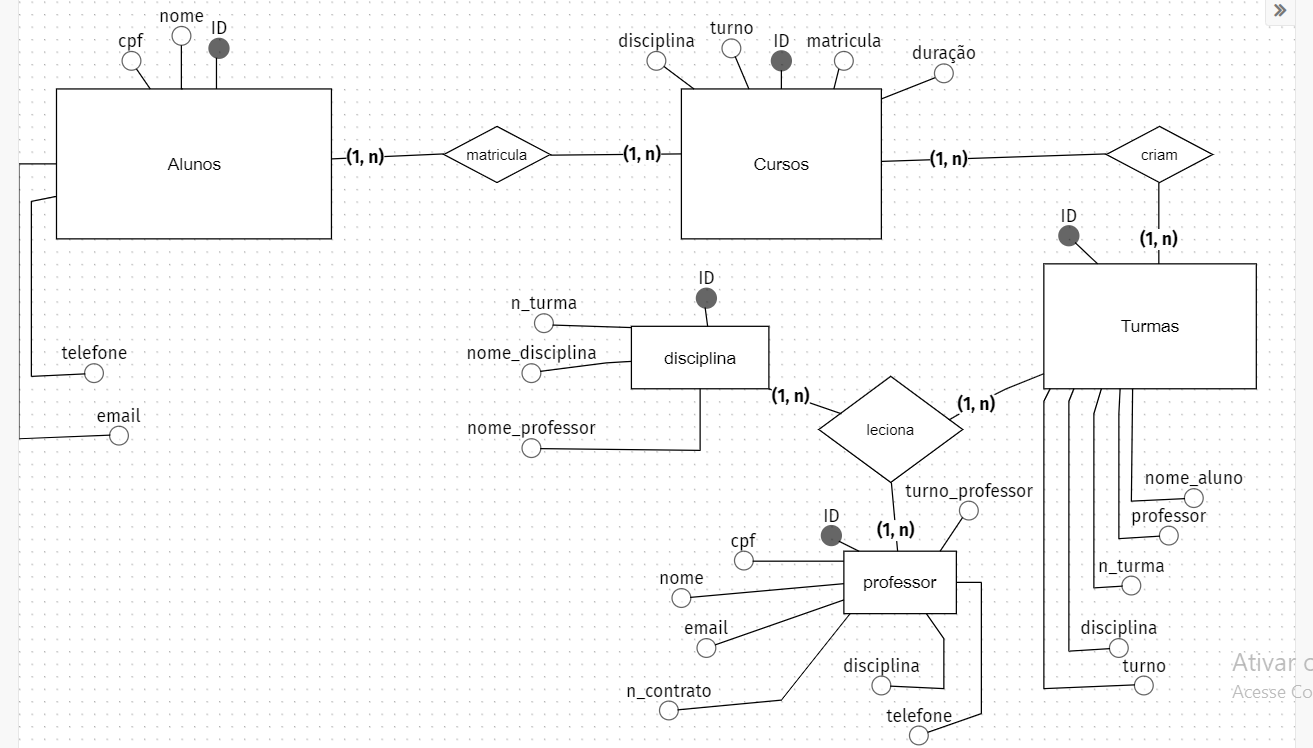 nome
ID
cpf
turno
disciplina
ID
matricula
duração
Alunos
(1, n)
matricula
(1, n)
Cursos
(1, n)
criam
ID
(1, n)
ID
n_turma
Turmas
telefone
nome_disciplina
disciplina
(1, n)
(1, n)
email
nome_professor
leciona
nome_aluno
turno_professor
ID
professor
(1, n)
cpf
n_turma
nome
professor
email
disciplina
disciplina
turno
n_contrato
telefone
Ativar
Acesse Co